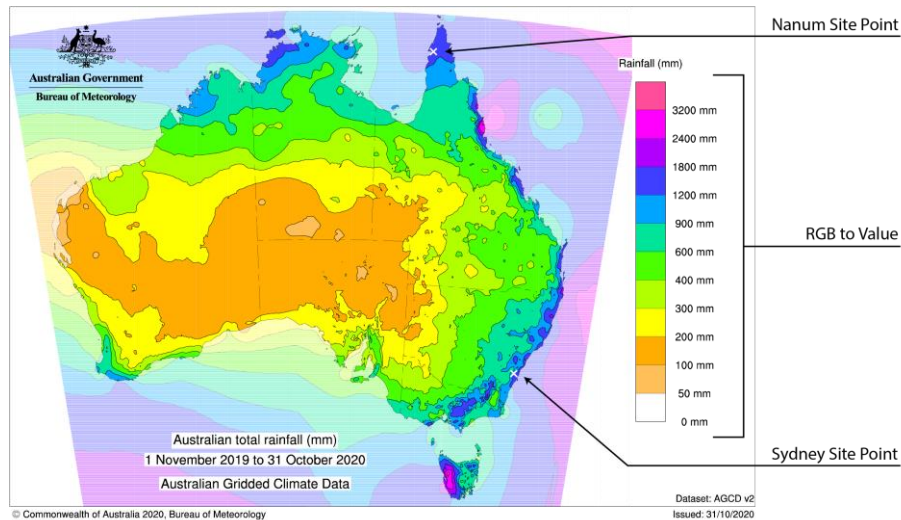 Nanum Site Point
Australian Government
Bureau of Meteorology
Rainfall (mm)
3200 mm
2400 mm
1800 mm
1200 mm
900 mm
600 mm
400 mm
300 mm
200 mm
100 mm
50 mm
0 mm
RGB to Value
Sydney Site Point
Australian total rainfall (mm)
1 November 2019 to 31 October 2020
Australian Gridded Climate Data
Dataset: AGCD v2
© Commonwealth of Australia 2020, Bureau of Meteorology
Issued: 31/10/2020